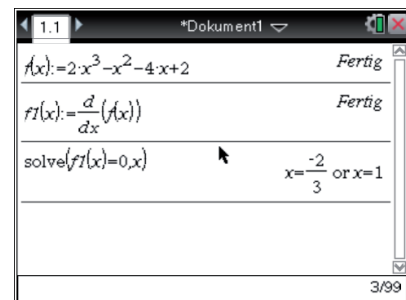 1.1 *Dokument1
f(x):=2·x³−x²−4·x+2 Fertig
f1(x):=d/dx(f(x)) Fertig
solve(f1(x)=0,x) x=-2/3 or x=1
3/99